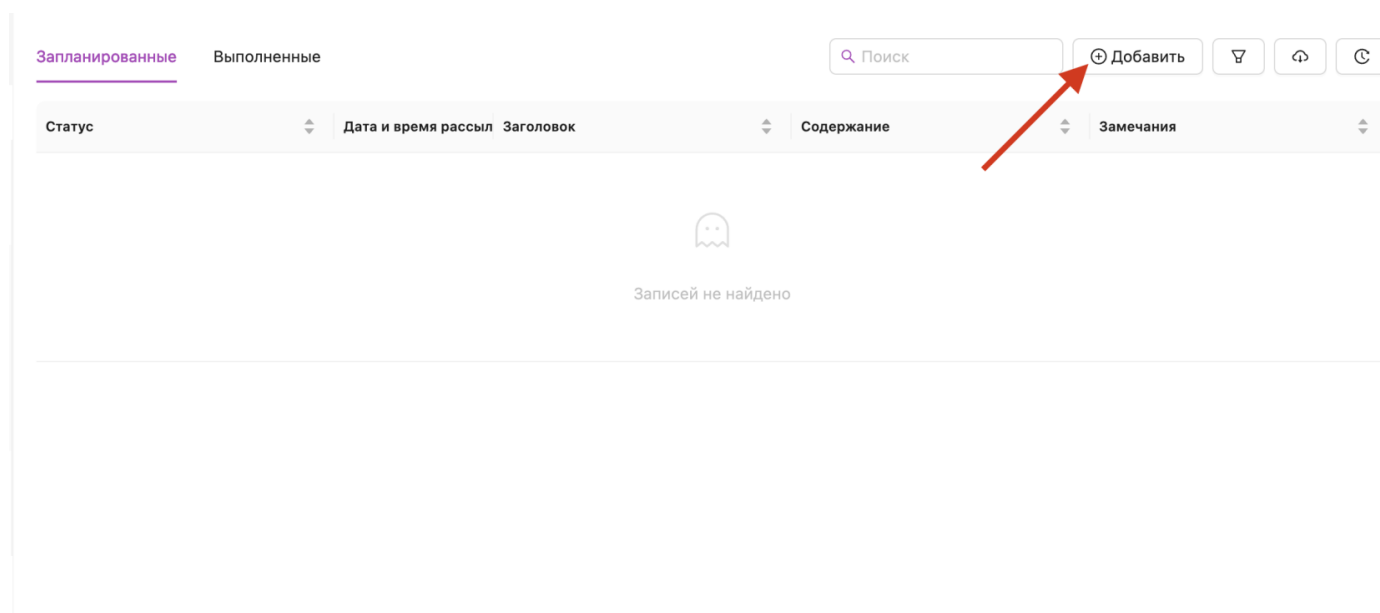 Запланированные Выполненные Поиск Добавить
Статус Дата и время рассыл Заголовок Содержание Замечания
Записей не найдено